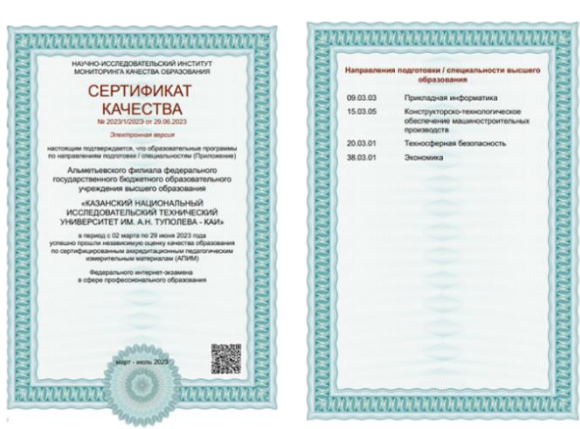 НАУЧНО-ИССЛЕДОВАТЕЛЬСКИЙ ИНСТИТУТ
МОНИТОРИНГА КАЧЕСТВА ОБРАЗОВАНИЯ
СЕРТИФИКАТ
КАЧЕСТВА
№ 2023/1/2023 от 29.06.2023
Электронная версия
настоящим подтверждается, что образовательные программы
по направлениям подготовки / специальностям (Приложение)
Альметьевского филиала федерального
государственного бюджетного образовательного
учреждения высшего образования
«КАЗАНСКИЙ НАЦИОНАЛЬНЫЙ
ИССЛЕДОВАТЕЛЬСКИЙ ТЕХНИЧЕСКИЙ
УНИВЕРСИТЕТ ИМ. А.Н. ТУПОЛЕВА - КАИ»
в период с 02 марта по 29 июня 2023 года
успешно прошли независимую оценку качества образования
по сертифицированным аккредитационным педагогическим
измерительным материалам (АПИМ)
Федерального интернет-экзамена
в сфере профессионального образования
март - июль 2023
Направления подготовки / специальности высшего
образования
09.03.03 Прикладная информатика
15.03.05 Конструкторско-технологическое
обеспечение машиностроительных
производств
20.03.01 Техносферная безопасность
38.03.01 Экономика